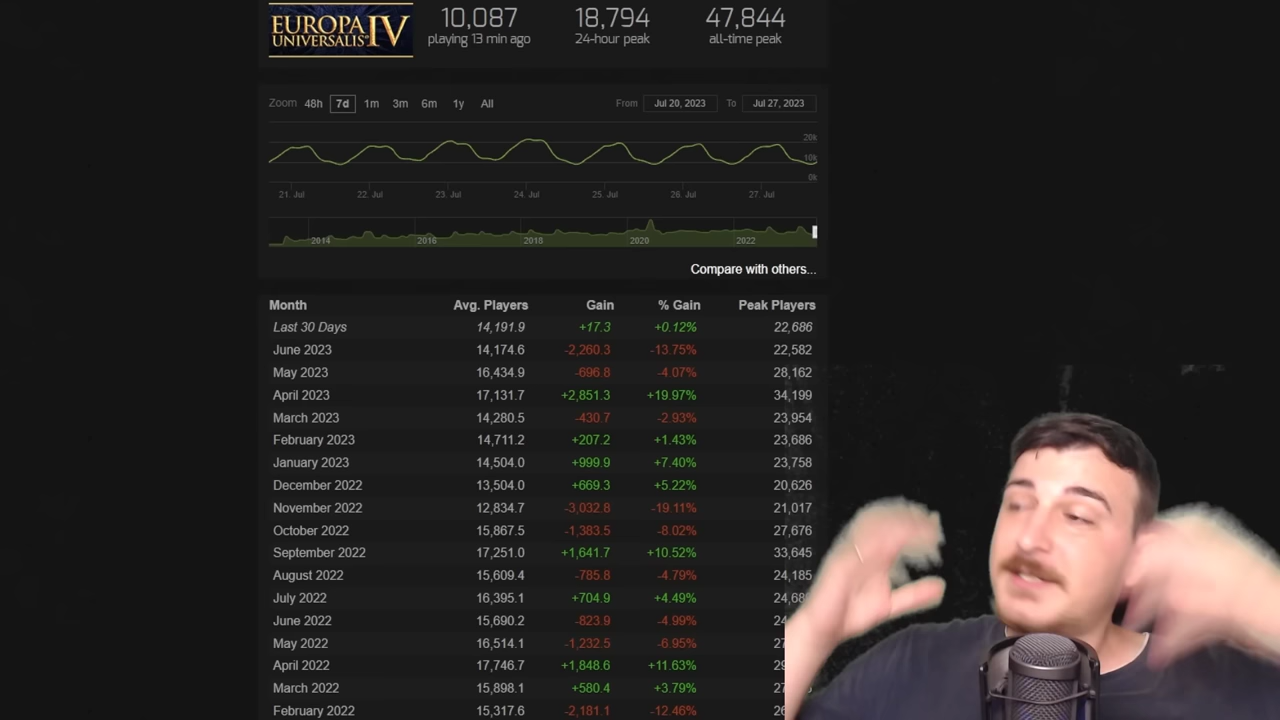 EUROPA UNIVERSALIS IV
10,087 18,794 47,844
playing 13 min ago 24-hour peak all-time peak
Zoom 48h 7d 1m 3m 6m 1y All From Jul 20, 2023 To Jul 27, 2023
20k
10k
0k
21. Jul 22. Jul 23. Jul 24. Jul 25. Jul 26. Jul 27. Jul
2014 2016 2018 2020 2022
Compare with others...
Month Avg. Players Gain % Gain Peak Players
Last 30 Days 14,191.9 +17.3 +0.12% 22,686
June 2023 14,174.6 -2,260.3 -13.75% 22,582
May 2023 16,434.9 -696.8 -4.07% 28,162
April 2023 17,131.7 +2,851.3 +19.97% 34,199
March 2023 14,280.5 -430.7 -2.93% 23,954
February 2023 14,711.2 +207.2 +1.43% 23,686
January 2023 14,504.0 +999.9 +7.40% 23,758
December 2022 13,504.0 +669.3 +5.22% 20,626
November 2022 12,834.7 -3,032.8 -19.11% 21,017
October 2022 15,867.5 -1,383.5 -8.02% 27,676
September 2022 17,251.0 +1,641.7 +10.52% 33,645
August 2022 15,609.4 -785.8 -4.79% 24,185
July 2022 16,395.1 +704.9 +4.49%
June 2022 15,690.2 -823.9 -4.99%
May 2022 16,514.1 -1,232.5 -6.95%
April 2022 17,746.7 +1,848.6 +11.63%
March 2022 15,898.1 +580.4 +3.79%
February 2022 15,317.6 -2,181.1 -12.46%